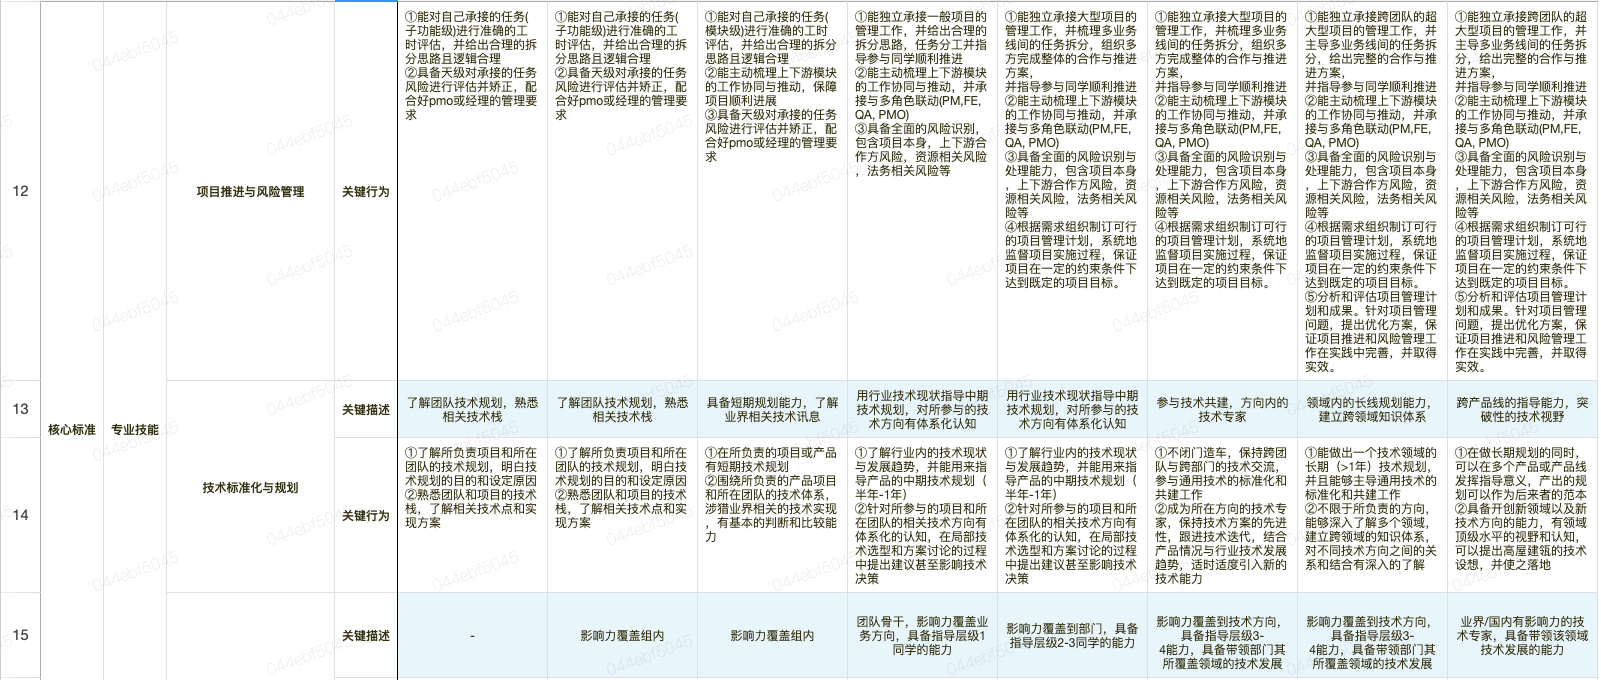 12
核心标准
专业技能
项目推进与风险管理
关键行为
①能对自己承接的任务(
子功能级)进行准确的工
时评估，并给出合理的拆
分思路且逻辑合理
②具备天级对承接的任务
风险进行评估并矫正，配
合好pmo或经理的管理要
求
①能对自己承接的任务(
子功能级)进行准确的工
时评估，并给出合理的拆
分思路且逻辑合理
②具备天级对承接的任务
风险进行评估并矫正，配
合好pmo或经理的管理要
求
①能对自己承接的任务(
模块级)进行准确的工时
评估，并给出合理的拆分
思路且逻辑合理
②能主动梳理上下游模块
的工作协同与推动，保障
项目顺利进展
③具备天级对承接的任务
风险进行评估并矫正，配
合好pmo或经理的管理要
求
①能独立承接一般项目的
管理工作，并给出合理的
拆分思路，任务分工并指
导参与同学顺利推进
②能主动梳理上下游模块
的工作协同与推动，并承
接与多角色联动(PM,FE,
QA, PMO)
③具备全面的风险识别，
包含项目本身，上下游合
作方风险，资源相关风险
，法务相关风险等
①能独立承接大型项目的
管理工作，并梳理多业务
线间的任务拆分，组织多
方完成整体的合作与推进
方案，
并指导参与同学顺利推进
②能主动梳理上下游模块
的工作协同与推动，并承
接与多角色联动(PM,FE,
QA, PMO)
③具备全面的风险识别与
处理能力，包含项目本身
，上下游合作方风险，资
源相关风险，法务相关风
险等
④根据需求组织制订可行
的项目管理计划，系统地
监督项目实施过程，保证
项目在一定的约束条件下
达到既定的项目目标。
①能独立承接大型项目的
管理工作，并梳理多业务
线间的任务拆分，组织多
方完成整体的合作与推进
方案，
并指导参与同学顺利推进
②能主动梳理上下游模块
的工作协同与推动，并承
接与多角色联动(PM,FE,
QA, PMO)
③具备全面的风险识别与
处理能力，包含项目本身
，上下游合作方风险，资
源相关风险，法务相关风
险等
④根据需求组织制订可行
的项目管理计划，系统地
监督项目实施过程，保证
项目在一定的约束条件下
达到既定的项目目标。
①能独立承接跨团队的超
大型项目的管理工作，并
主导多业务线间的任务拆
分，给出完整的合作与推
进方案，
并指导参与同学顺利推进
②能主动梳理上下游模块
的工作协同与推动，并承
接与多角色联动(PM,FE,
QA, PMO)
③具备全面的风险识别与
处理能力，包含项目本身
，上下游合作方风险，资
源相关风险，法务相关风
险等
④根据需求组织制订可行
的项目管理计划，系统地
监督项目实施过程，保证
项目在一定的约束条件下
达到既定的项目目标。
⑤分析和评估项目管理计
划和成果。针对项目管理
问题，提出优化方案，保
证项目推进和风险管理工
作在实践中完善，并取得
实效。
①能独立承接跨团队的超
大型项目的管理工作，并
主导多业务线间的任务拆
分，给出完整的合作与推
进方案，
并指导参与同学顺利推进
②能主动梳理上下游模块
的工作协同与推动，并承
接与多角色联动(PM,FE,
QA, PMO)
③具备全面的风险识别与
处理能力，包含项目本身
，上下游合作方风险，资
源相关风险，法务相关风
险等
④根据需求组织制订可行
的项目管理计划，系统地
监督项目实施过程，保证
项目在一定的约束条件下
达到既定的项目目标。
⑤分析和评估项目管理计
划和成果。针对项目管理
问题，提出优化方案，保
证项目推进和风险管理工
作在实践中完善，并取得
实效。
13
技术标准化与规划
关键描述
了解团队技术规划，熟悉
相关技术栈
了解团队技术规划，熟悉
相关技术栈
具备短期规划能力，了解
业界相关技术讯息
用行业技术现状指导中期
技术规划，对所参与的技
术方向有体系化认知
用行业技术现状指导中期
技术规划，对所参与的技
术方向有体系化认知
参与技术共建，方向内的
技术专家
领域内的长线规划能力，
建立跨领域知识体系
跨产品线的指导能力，突
破性的技术视野
14
关键行为
①了解所负责项目和所在
团队的技术规划，明白技
术规划的目的和设定原因
②熟悉团队和项目的技术
栈，了解相关技术点和实
现方案
①了解所负责项目和所在
团队的技术规划，明白技
术规划的目的和设定原因
②熟悉团队和项目的技术
栈，了解相关技术点和实
现方案
①在所负责的项目或产品
有短期技术规划
②围绕所负责的产品项目
和所在团队的技术体系，
涉猎业界相关的技术实现
，有基本的判断和比较能
力
①了解行业内的技术现状
与发展趋势，并能用来指
导产品的中期技术规划（
半年-1年）
②针对所参与的项目和所
在团队的相关技术方向有
体系化的认知，在局部技
术选型和方案讨论的过程
中提出建议甚至影响技术
决策
①了解行业内的技术现状
与发展趋势，并能用来指
导产品的中期技术规划（
半年-1年）
②针对所参与的项目和所
在团队的相关技术方向有
体系化的认知，在局部技
术选型和方案讨论的过程
中提出建议甚至影响技术
决策
①不闭门造车，保持跨团
队与跨部门的技术交流，
参与通用技术的标准化和
共建工作
②成为所在方向的技术专
家，保持技术方案的先进
性，跟进技术迭代，结合
产品情况与行业技术发展
趋势，适时适度引入新的
技术能力
①能做出一个技术领域的
长期（>1年）技术规划，
并且能够主导通用技术的
标准化和共建工作
②不限于所负责的方向，
能够深入了解多个领域，
建立跨领域的知识体系，
对不同技术方向之间的关
系和结合有深入的了解
①在做长期规划的同时，
可以在多个产品或产品线
发挥指导意义，产出的规
划可以作为后来者的范本
②具备开创新领域以及新
技术方向的能力，有领域
顶级水平的视野和认知，
可以提出高屋建瓴的技术
设想，并使之落地
15
关键描述
-
影响力覆盖组内
影响力覆盖组内
团队骨干，影响力覆盖业
务方向，具备指导层级1
同学的能力
影响力覆盖到部门，具备
指导层级2-3同学的能力
影响力覆盖到技术方向，
具备指导层级3-
4能力，具备带领部门其
所覆盖领域的技术发展
影响力覆盖到技术方向，
具备指导层级3-
4能力，具备带领部门其
所覆盖领域的技术发展
业界/国内有影响力的技
术专家，具备带领该领域
技术发展的能力
044ebf5045